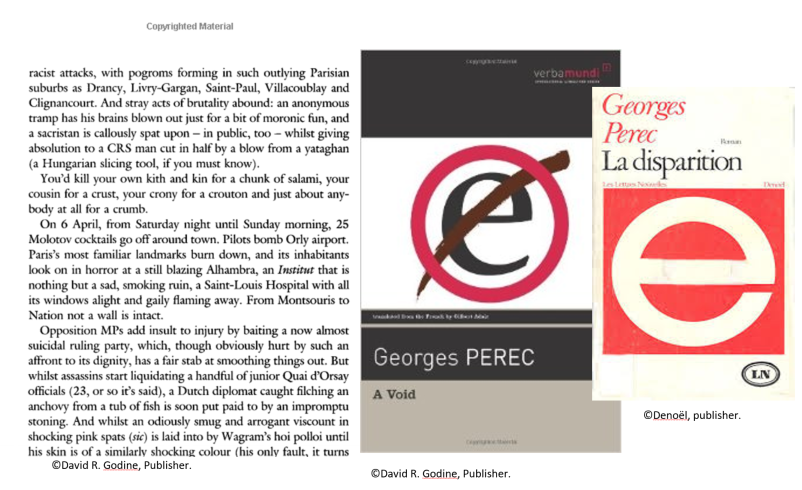 Copyrighted Material
racist attacks, with pogroms forming in such outlying Parisian
suburbs as Drancy, Livry-Gargan, Saint-Paul, Villacoublay and
Clignancourt. And stray acts of brutality abound: an anonymous
tramp has his brains blown out just for a bit of moronic fun, and
a sacristan is callously spat upon – in public, too – whilst giving
absolution to a CRS man cut in half by a blow from a yataghan
(a Hungarian slicing tool, if you must know).
You'd kill your own kith and kin for a chunk of salami, your
cousin for a crust, your crony for a crouton and just about any-
body at all for a crumb.
On 6 April, from Saturday night until Sunday morning, 25
Molotov cocktails go off around town. Pilots bomb Orly airport.
Paris's most familiar landmarks burn down, and its inhabitants
look on in horror at a still blazing Alhambra, an Institut that is
nothing but a sad, smoking ruin, a Saint-Louis Hospital with all
its windows alight and gaily flaming away. From Montsouris to
Nation not a wall is intact.
Opposition MPs add insult to injury by baiting a now almost
suicidal ruling party, which, though obviously hurt by such an
affront to its dignity, has a fair stab at smoothing things out. But
whilst assassins start liquidating a handful of junior Quai d'Orsay
officials (23, or so it's said), a Dutch diplomat caught filching an
anchovy from a tub of fish is soon put paid to by an impromptu
stoning. And whilst an odiously smug and arrogant viscount in
shocking pink spats (sic) is laid into by Wagram's hoi polloi until
his skin is of a similarly shocking colour (his only fault, it turns
©David R. Godine, Publisher.
Copyrighted Material
verbamundi
e
translated from the French by Gilbert Adair
Georges PEREC
A Void
Copyrighted Material
©David R. Godine, Publisher.
Georges
Perec
Roman
La disparition
Les Lettres Nouvelles
Denoël
e
LN
©Denoël, publisher.